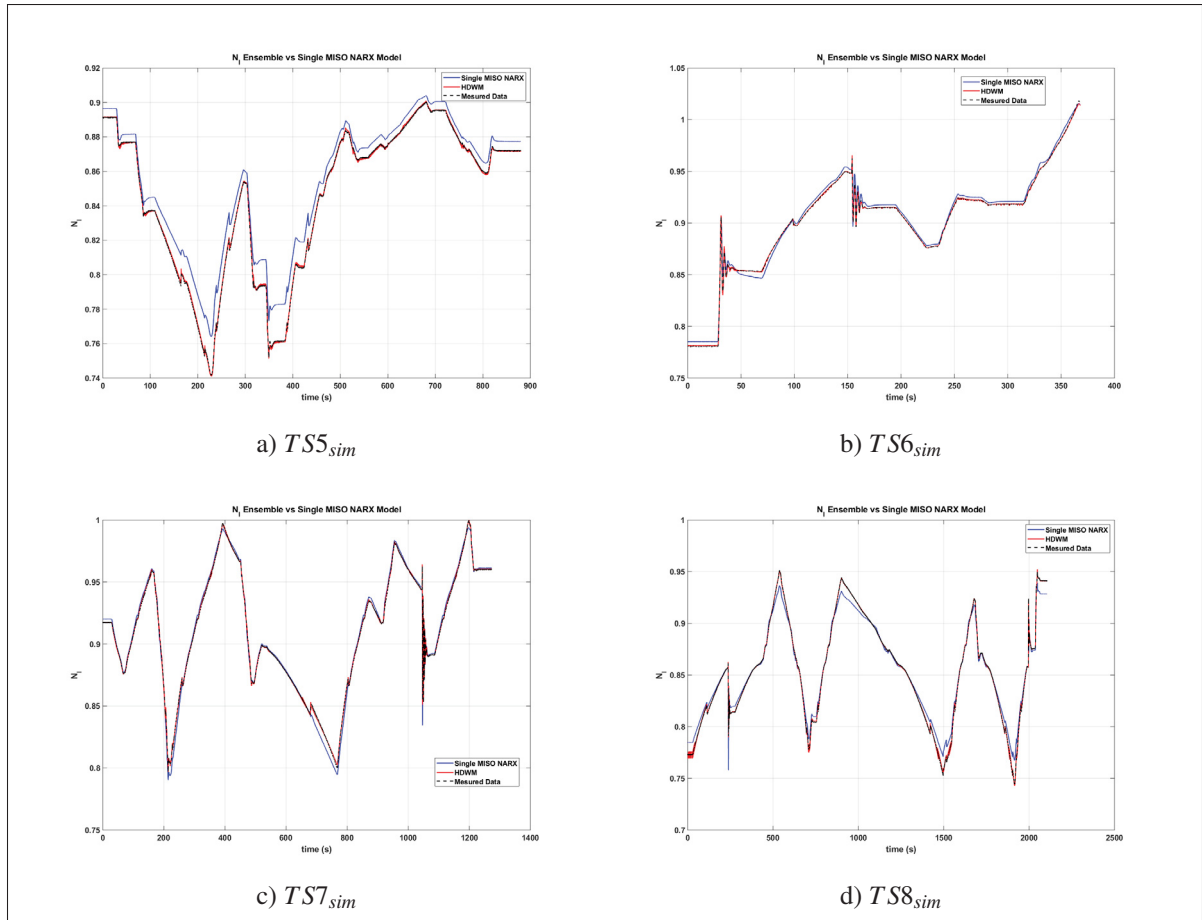 N_l Ensemble vs Single MISO NARX Model
0.92
0.9
0.88
0.86
0.84
0.82
0.8
0.78
0.76
0.74
N_l
0 100 200 300 400 500 600 700 800 900
time (s)
Single MISO NARX
HDWM
Mesured Data
a) TS5_sim
N_l Ensemble vs Single MISO NARX Model
1.05
1
0.95
0.9
0.85
0.8
0.75
N_l
0 50 100 150 200 250 300 350 400
time (s)
Single MISO NARX
HDWM
Mesured Data
b) TS6_sim
N_l Ensemble vs Single MISO NARX Model
1
0.95
0.9
0.85
0.8
0.75
N_l
0 200 400 600 800 1000 1200 1400
time (s)
Single MISO NARX
HDWM
Mesured Data
c) TS7_sim
N_l Ensemble vs Single MISO NARX Model
1
0.95
0.9
0.85
0.8
0.75
0.7
N_l
0 500 1000 1500 2000 2500
time (s)
Single MISO NARX
HDWM
Mesured Data
d) TS8_sim